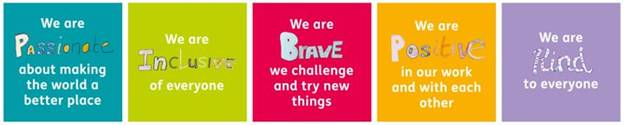 We are
Passionate
about making
the world a
better place
We are
Inclusive
of everyone
We are
BRAVE
we challenge
and try new
things
We are
Positive
in our work
and with each
other
We are
Kind
to everyone